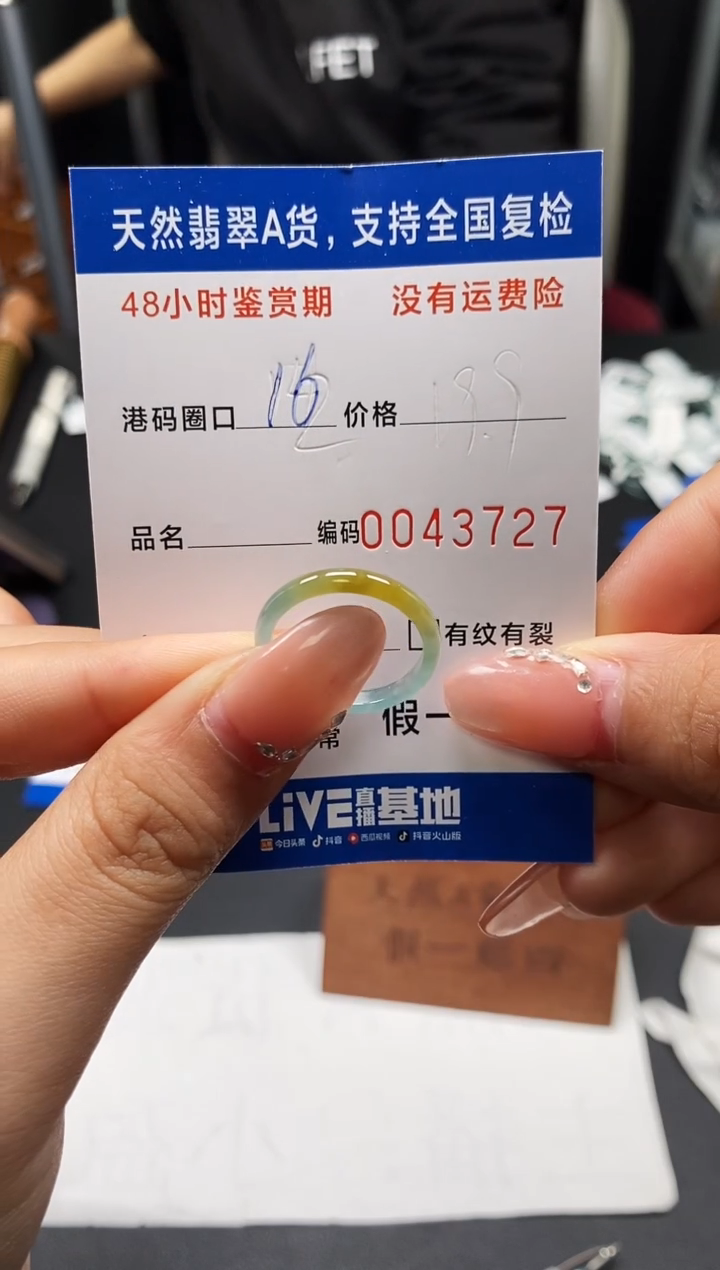 FET
天然翡翠A货，支持全国复检
48小时鉴赏期 没有运费险
港码圈口 16 价格
品名 编码0043727
有纹有裂
常 假一
LiVE直播基地
今日头条 抖音 西瓜视频 抖音火山版